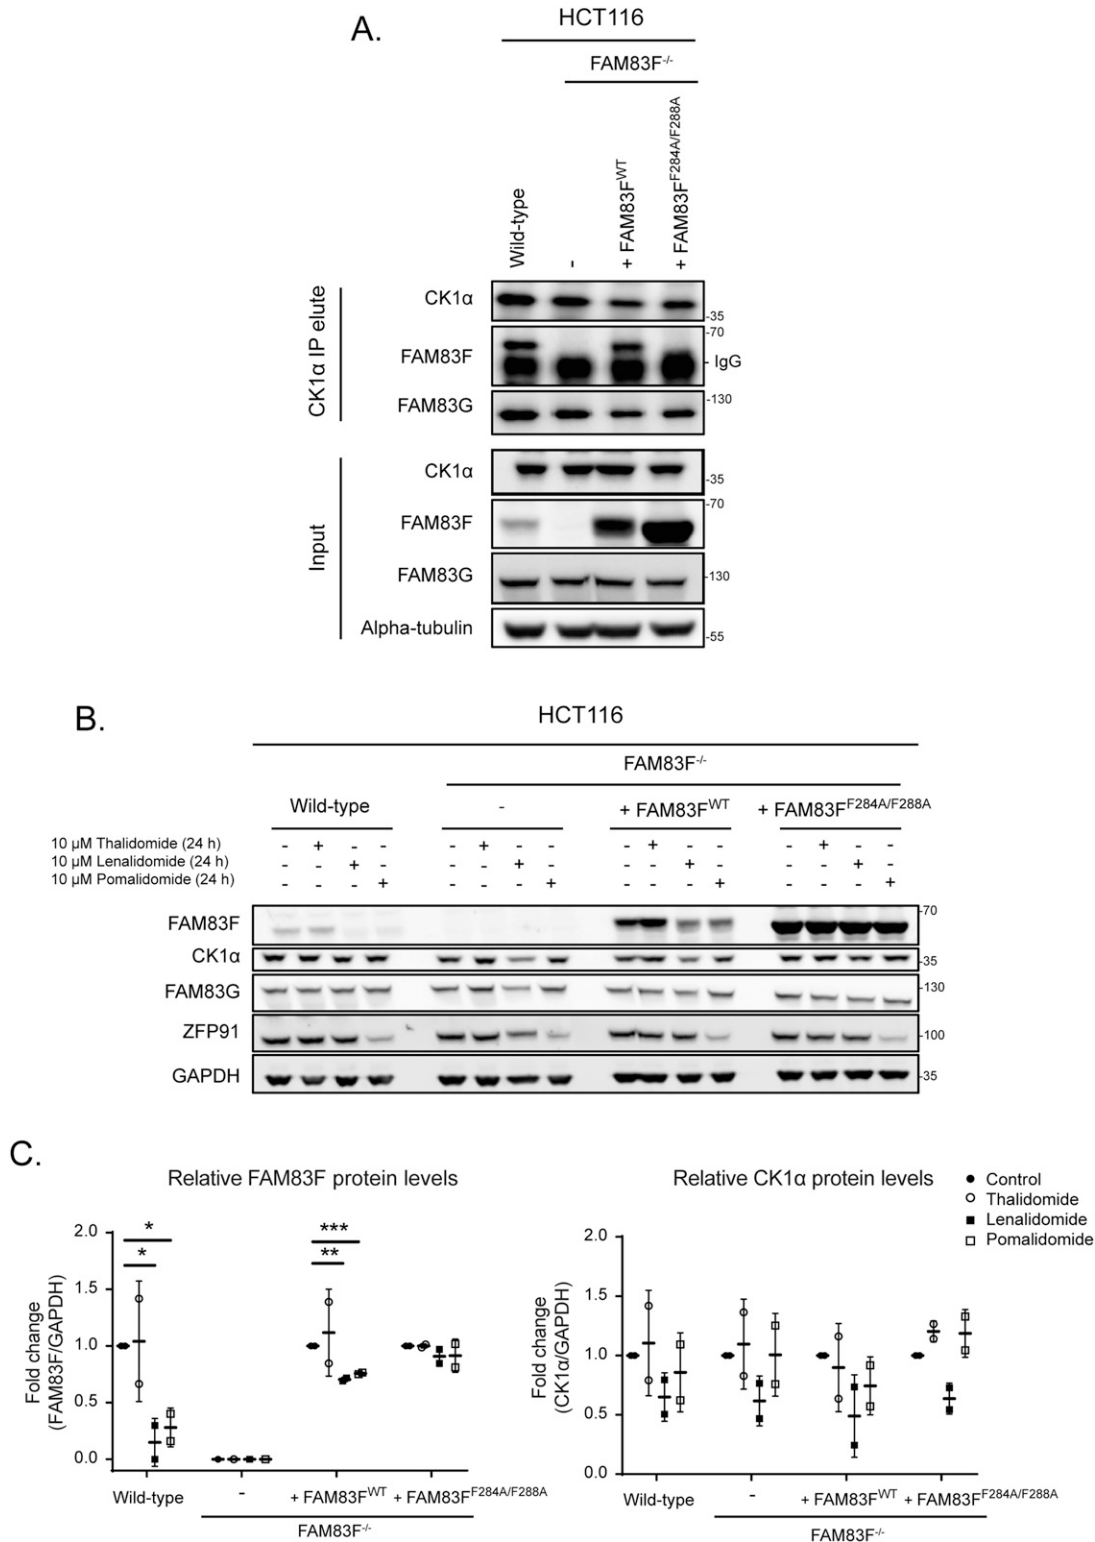 A.
HCT116
FAM83F-/-
Wild-type
-
+ FAM83FWT
+ FAM83FF284A/F288A
CK1α IP elute
CK1α
-35
-70
FAM83F
- IgG
FAM83G
-130
Input
CK1α
-35
-70
FAM83F
FAM83G
-130
Alpha-tubulin
-55
B.
HCT116
FAM83F-/-
Wild-type
-
+ FAM83FWT
+ FAM83FF284A/F288A
10 µM Thalidomide (24 h) - + - - - + - - - + - - - + - -
10 µM Lenalidomide (24 h) - - + - - - + - - - + - - - + -
10 µM Pomalidomide (24 h) - - - + - - - + - - - + - - - +
FAM83F -70
CK1α -35
FAM83G -130
ZFP91 -100
GAPDH -35
C.
Relative FAM83F protein levels
Fold change
(FAM83F/GAPDH)
2.0
1.5
1.0
0.5
0.0
*
*
***
**
Wild-type - + FAM83FWT + FAM83FF284A/F288A
FAM83F-/-
Relative CK1α protein levels
Control
Thalidomide
Lenalidomide
Pomalidomide
Fold change
(CK1α/GAPDH)
2.0
1.5
1.0
0.5
0.0
Wild-type - + FAM83FWT + FAM83FF284A/F288A
FAM83F-/-